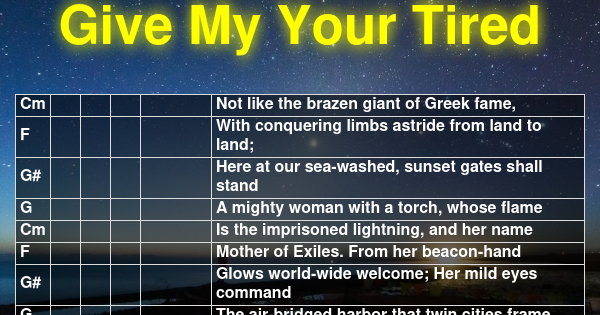 Give My Your Tired
Cm Not like the brazen giant of Greek fame,
F With conquering limbs astride from land to
land;
G# Here at our sea-washed, sunset gates shall
stand
G A mighty woman with a torch, whose flame
Cm Is the imprisoned lightning, and her name
F Mother of Exiles. From her beacon-hand
G# Glows world-wide welcome; Her mild eyes
command
G The air-bridged harbor that twin cities frame